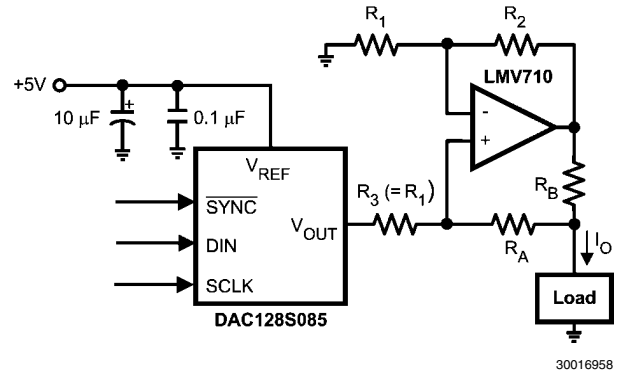 R1
R2
LMV710
+5V
10 µF
+
0.1 µF
-
+
VREF
SYNC
DIN
SCLK
VOUT
R3 (= R1)
RA
RB
IO
Load
DAC128S085
30016958